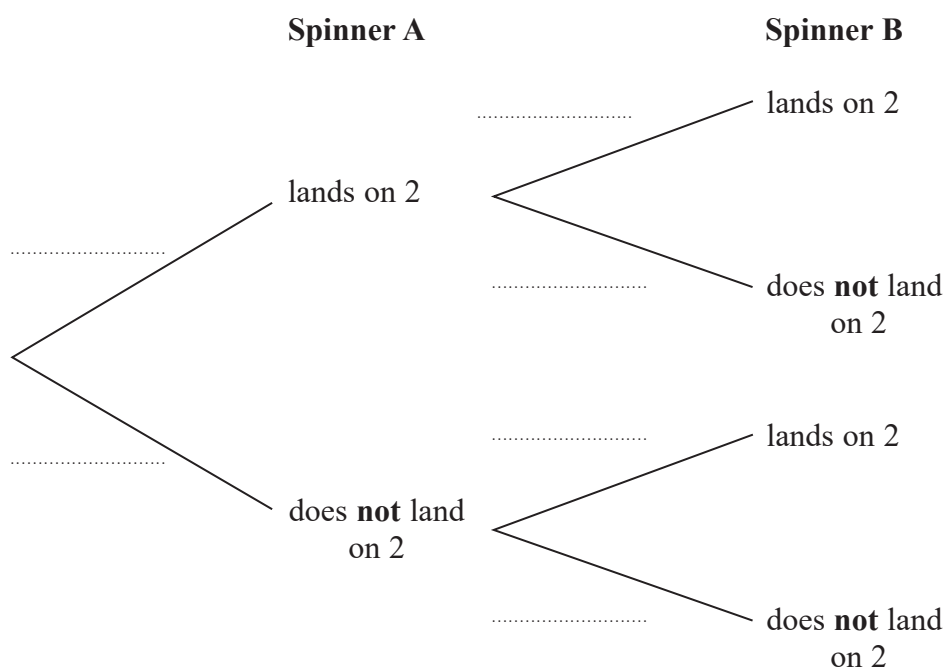 Spinner A
Spinner B
lands on 2
lands on 2
does not land
on 2
lands on 2
does not land
on 2
does not land
on 2